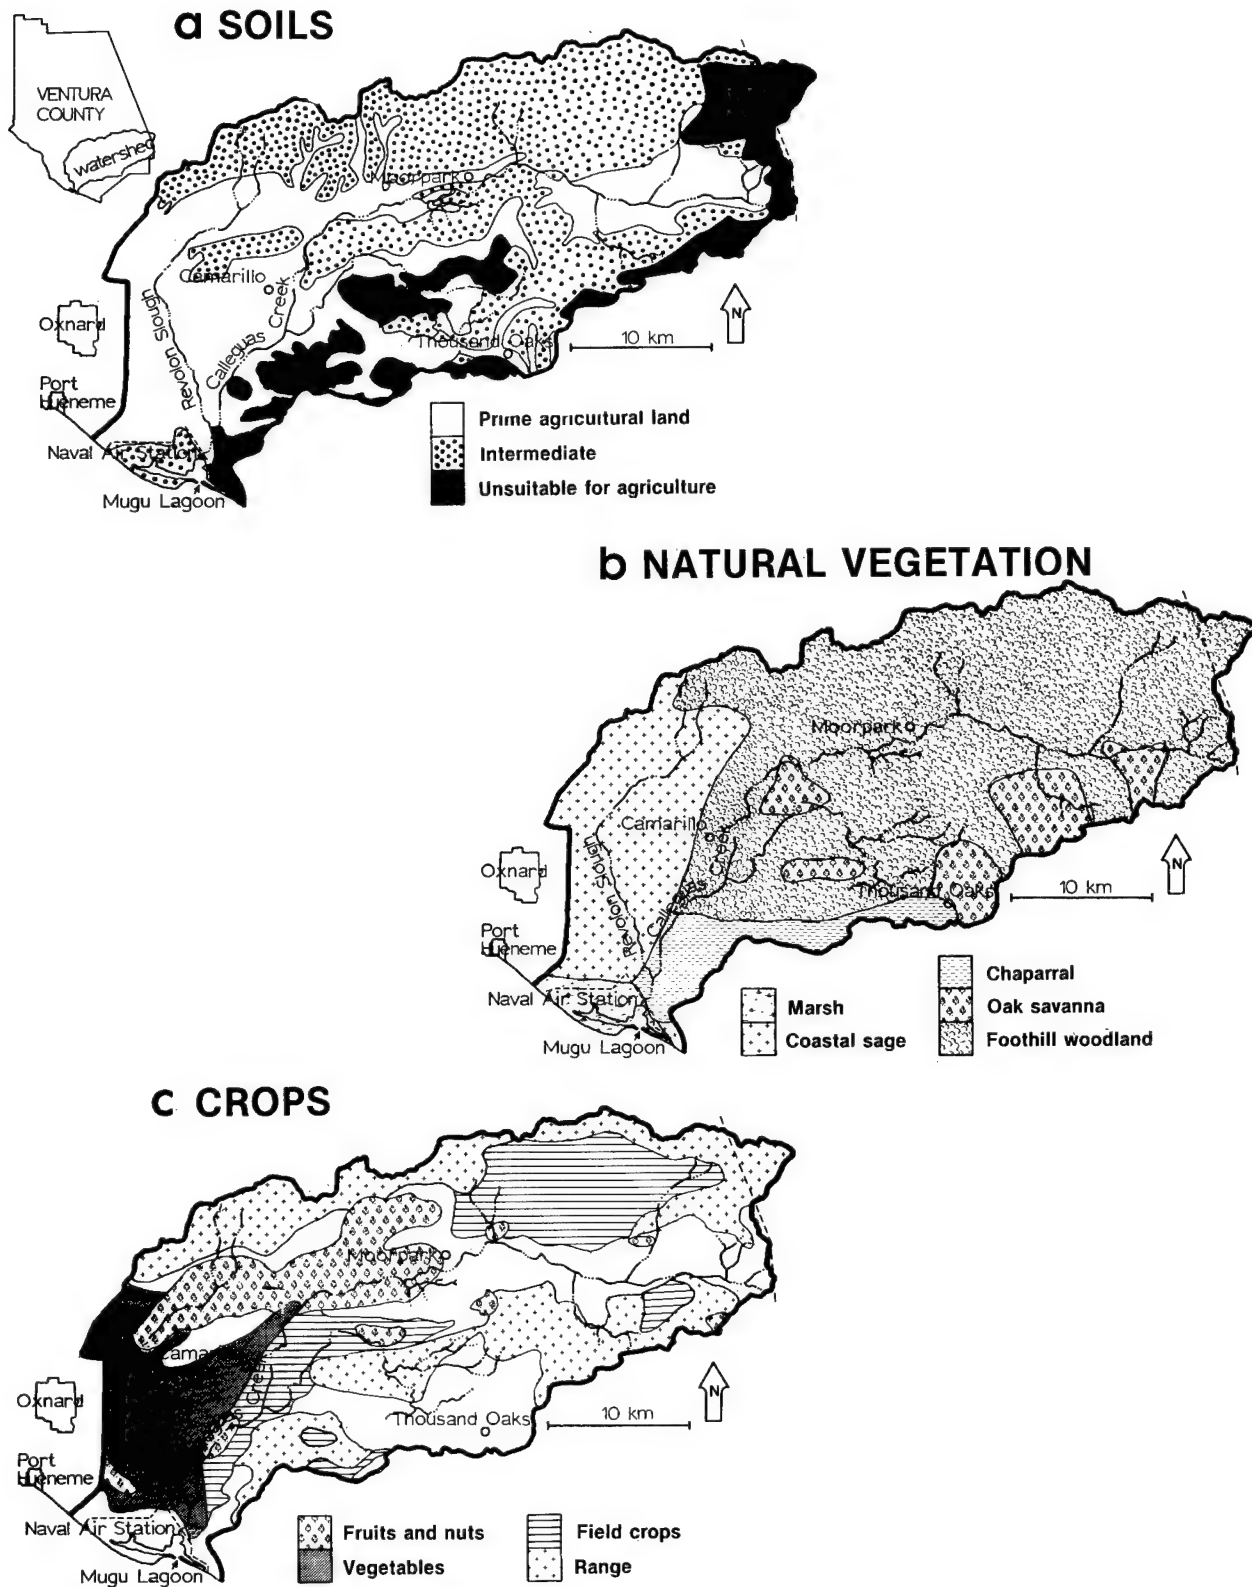 a SOILS
VENTURA
COUNTY
watershed
Moorpark
Camarillo
Oxnard
Revolon Slough
Calleguas Creek
Thousand Oaks
10 km
N
Port
Hueneme
Naval Air Station
Mugu Lagoon
Prime agricultural land
Intermediate
Unsuitable for agriculture
b NATURAL VEGETATION
Moorpark
Camarillo
Oxnard
Revolon Slough
Calleguas Creek
Thousand Oaks
10 km
N
Port
Hueneme
Naval Air Station
Mugu Lagoon
Marsh
Coastal sage
Chaparral
Oak savanna
Foothill woodland
c CROPS
Moorpark
Oxnard
Thousand Oaks
10 km
N
Port
Hueneme
Naval Air Station
Mugu Lagoon
Fruits and nuts
Vegetables
Field crops
Range